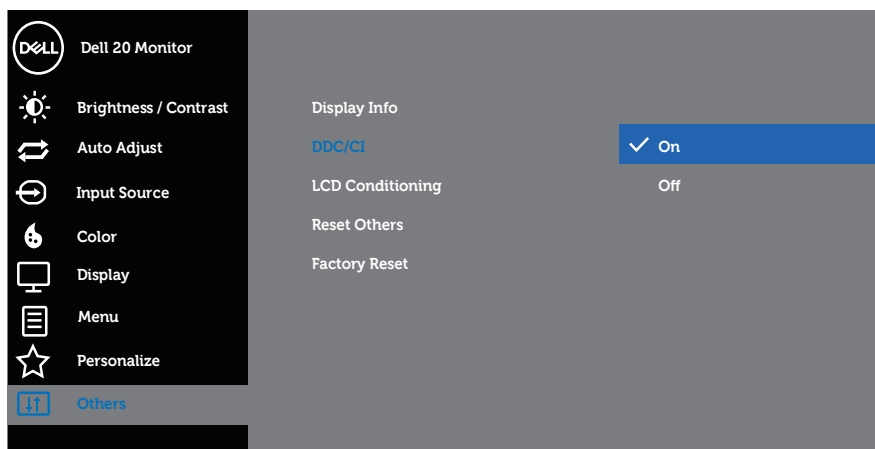 DELL
Dell 20 Monitor
Brightness / Contrast
Auto Adjust
Input Source
Color
Display
Menu
Personalize
Others
Display Info
DDC/CI
LCD Conditioning
Reset Others
Factory Reset
On
Off